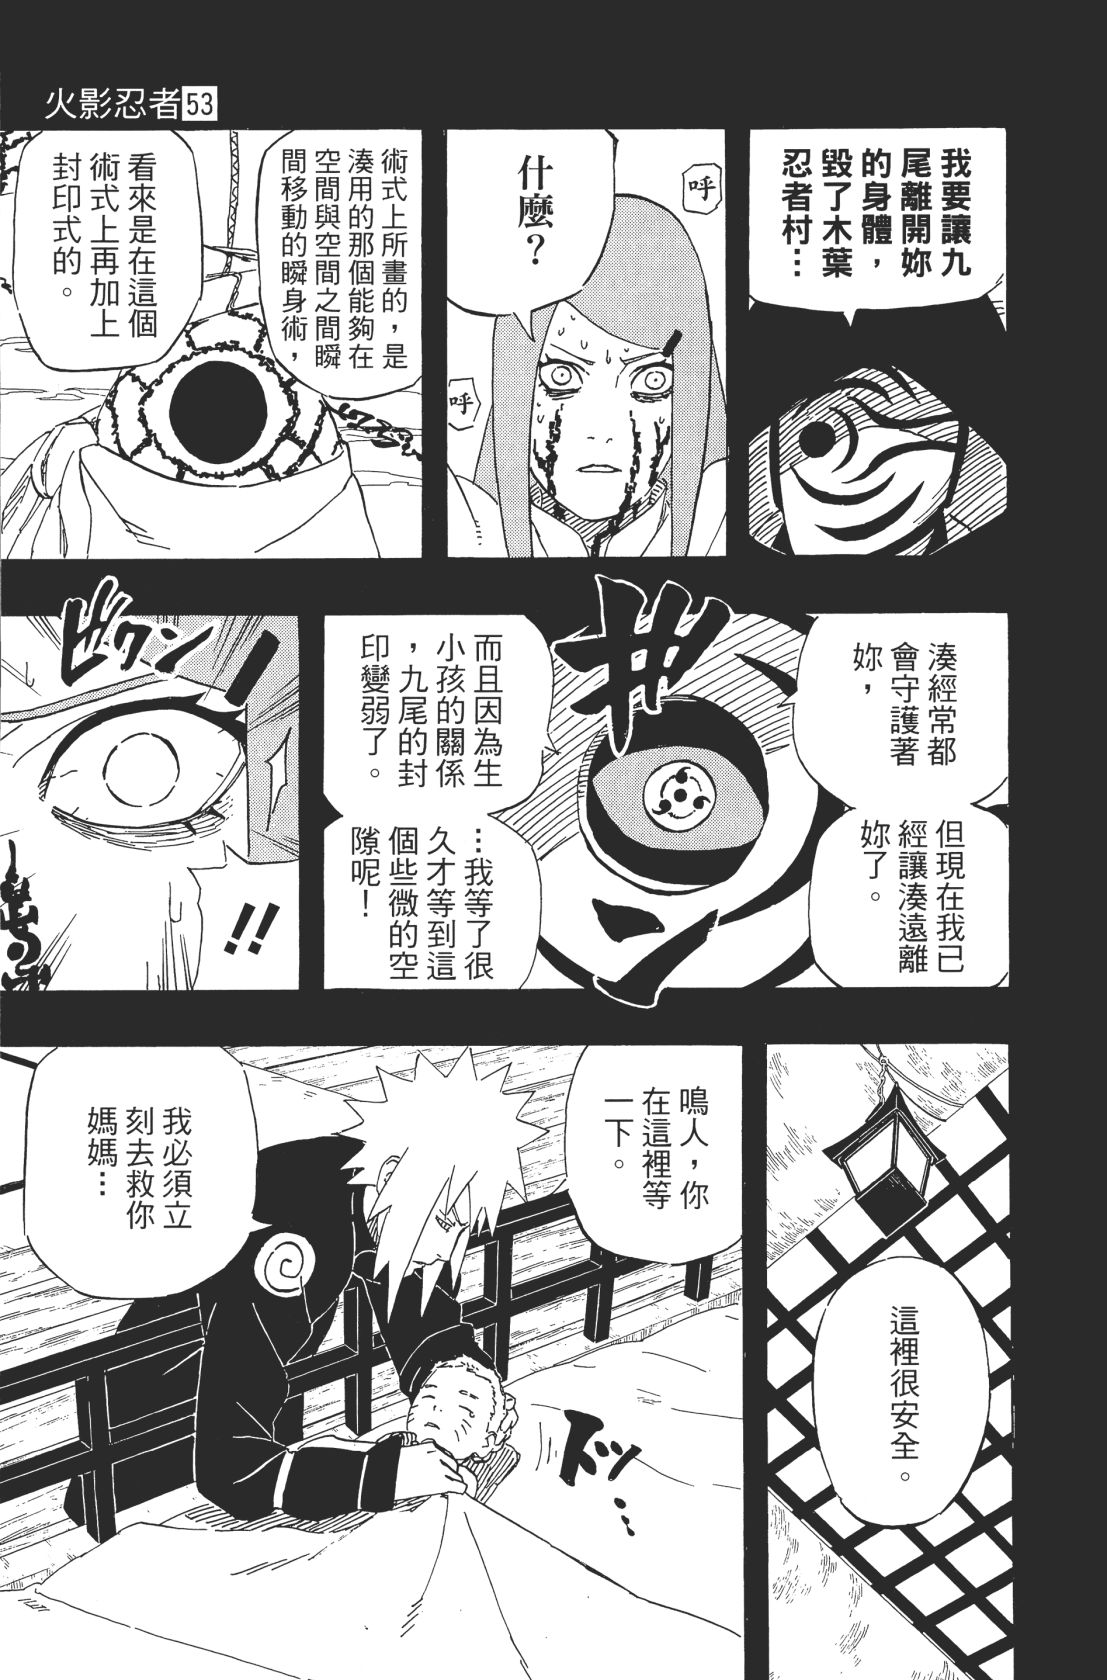 火影忍者53
我要讓九
尾離開妳
的身體，
毀了木葉
忍者村…
呼
什麼？
呼
術式上所畫的，是
湊用的那個能夠在
空間與空間之間瞬
間移動的瞬身術，
看來是在這個
術式上再加上
封印式的。
湊經常都
會守護著
妳，
但現在我已
經讓湊遠離
妳了。
而且因為生
小孩的關係
，九尾的封
印變弱了。
…我等了很
久才等到這
個些微的空
隙呢！
ビクン
!!
這裡很安全。
鳴人，你
在這裡等
一下。
我必須立
刻去救你
媽媽…
ドッ…